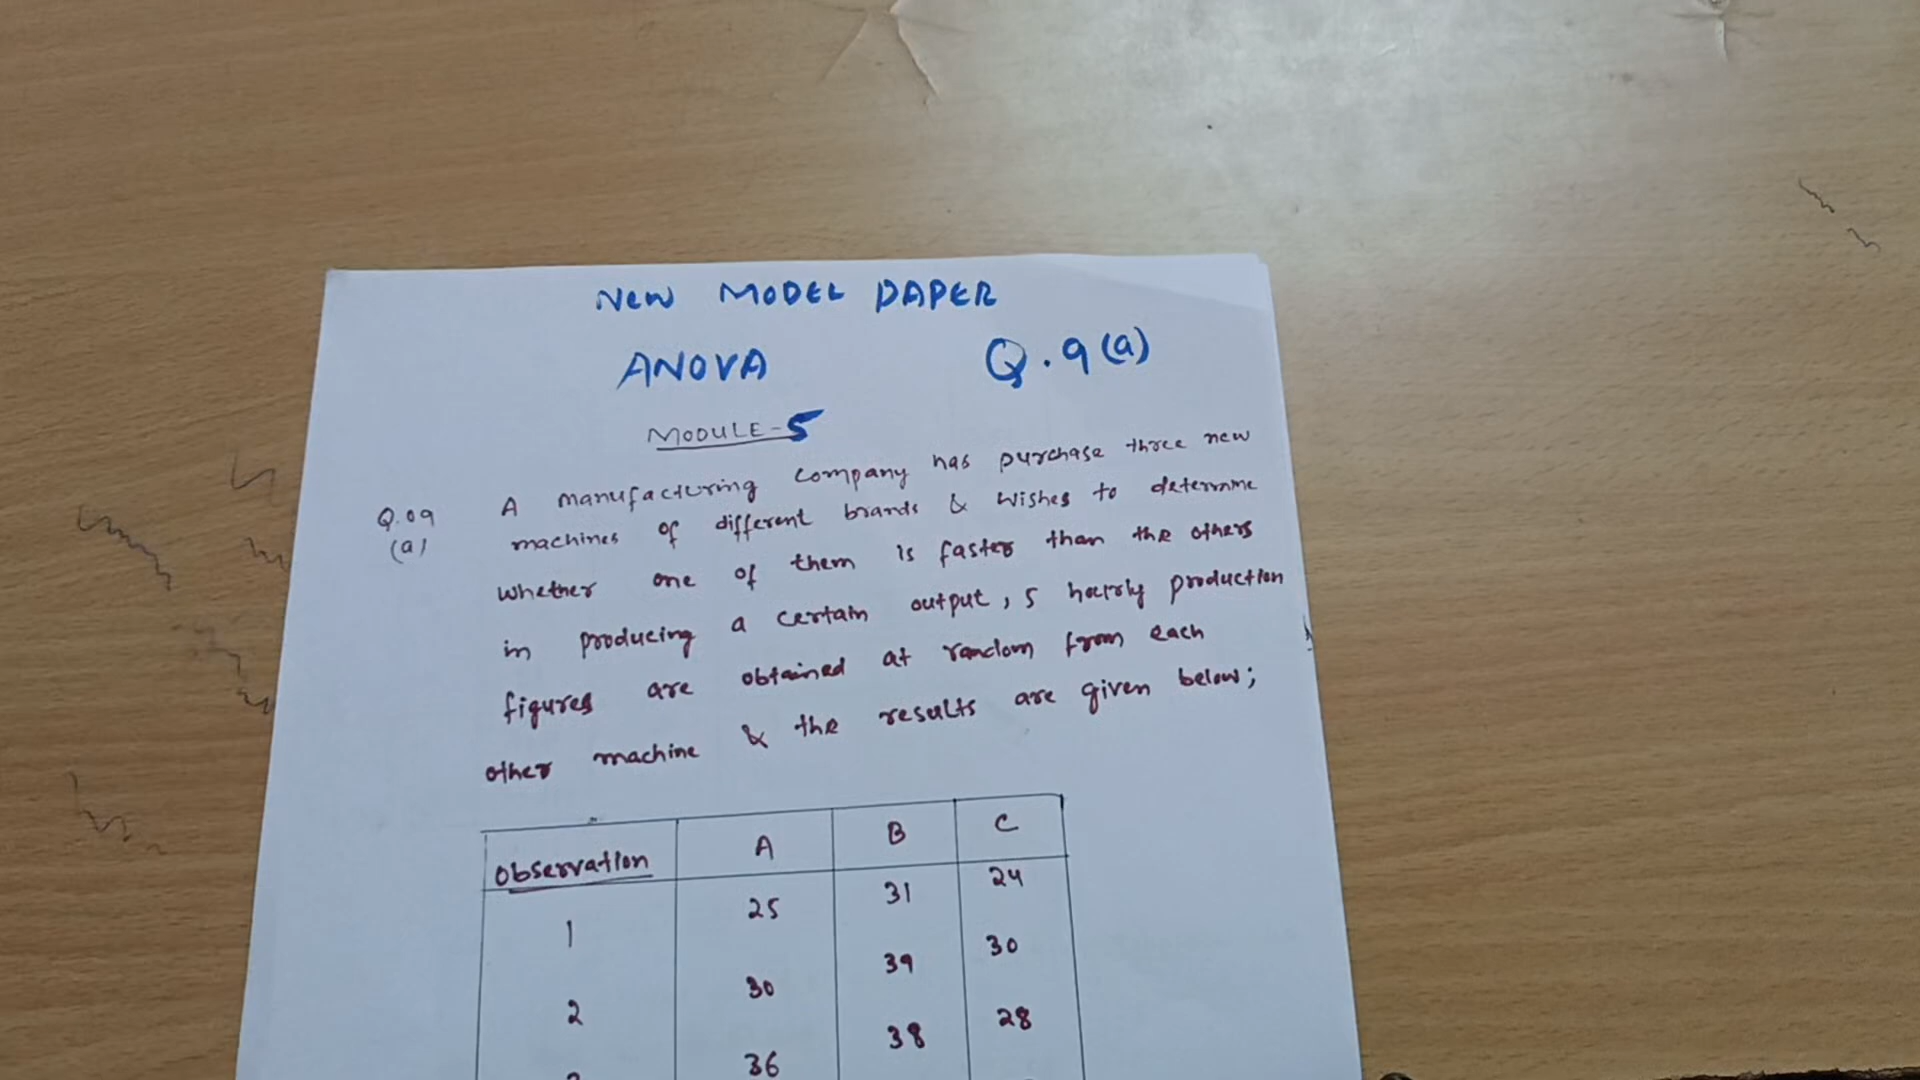 NEW MODEL PAPER
ANOVA Q.9(a)
MODULE-5
Q.09 A manufacturing company has purchase three new
(a) machines of different brands & wishes to determine
whether one of them is faster than the others
in producing a certain output, 5 hourly production
figures are obtained at random from each
other machine & the results are given below;
Observation A B C
1 25 31 24
2 30 39 30
36 38 28